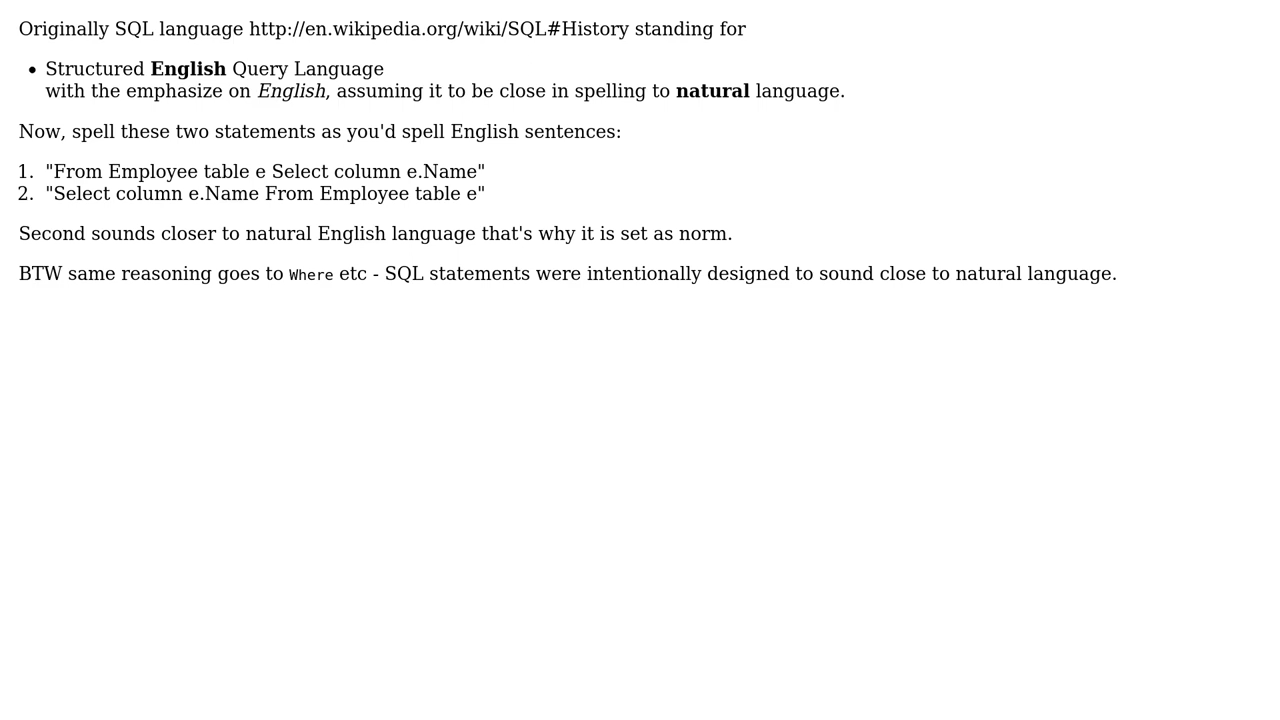 Originally SQL language http://en.wikipedia.org/wiki/SQL#History standing for
• Structured English Query Language
with the emphasize on English, assuming it to be close in spelling to natural language.
Now, spell these two statements as you'd spell English sentences:
1. "From Employee table e Select column e.Name"
2. "Select column e.Name From Employee table e"
Second sounds closer to natural English language that's why it is set as norm.
BTW same reasoning goes to Where etc - SQL statements were intentionally designed to sound close to natural language.